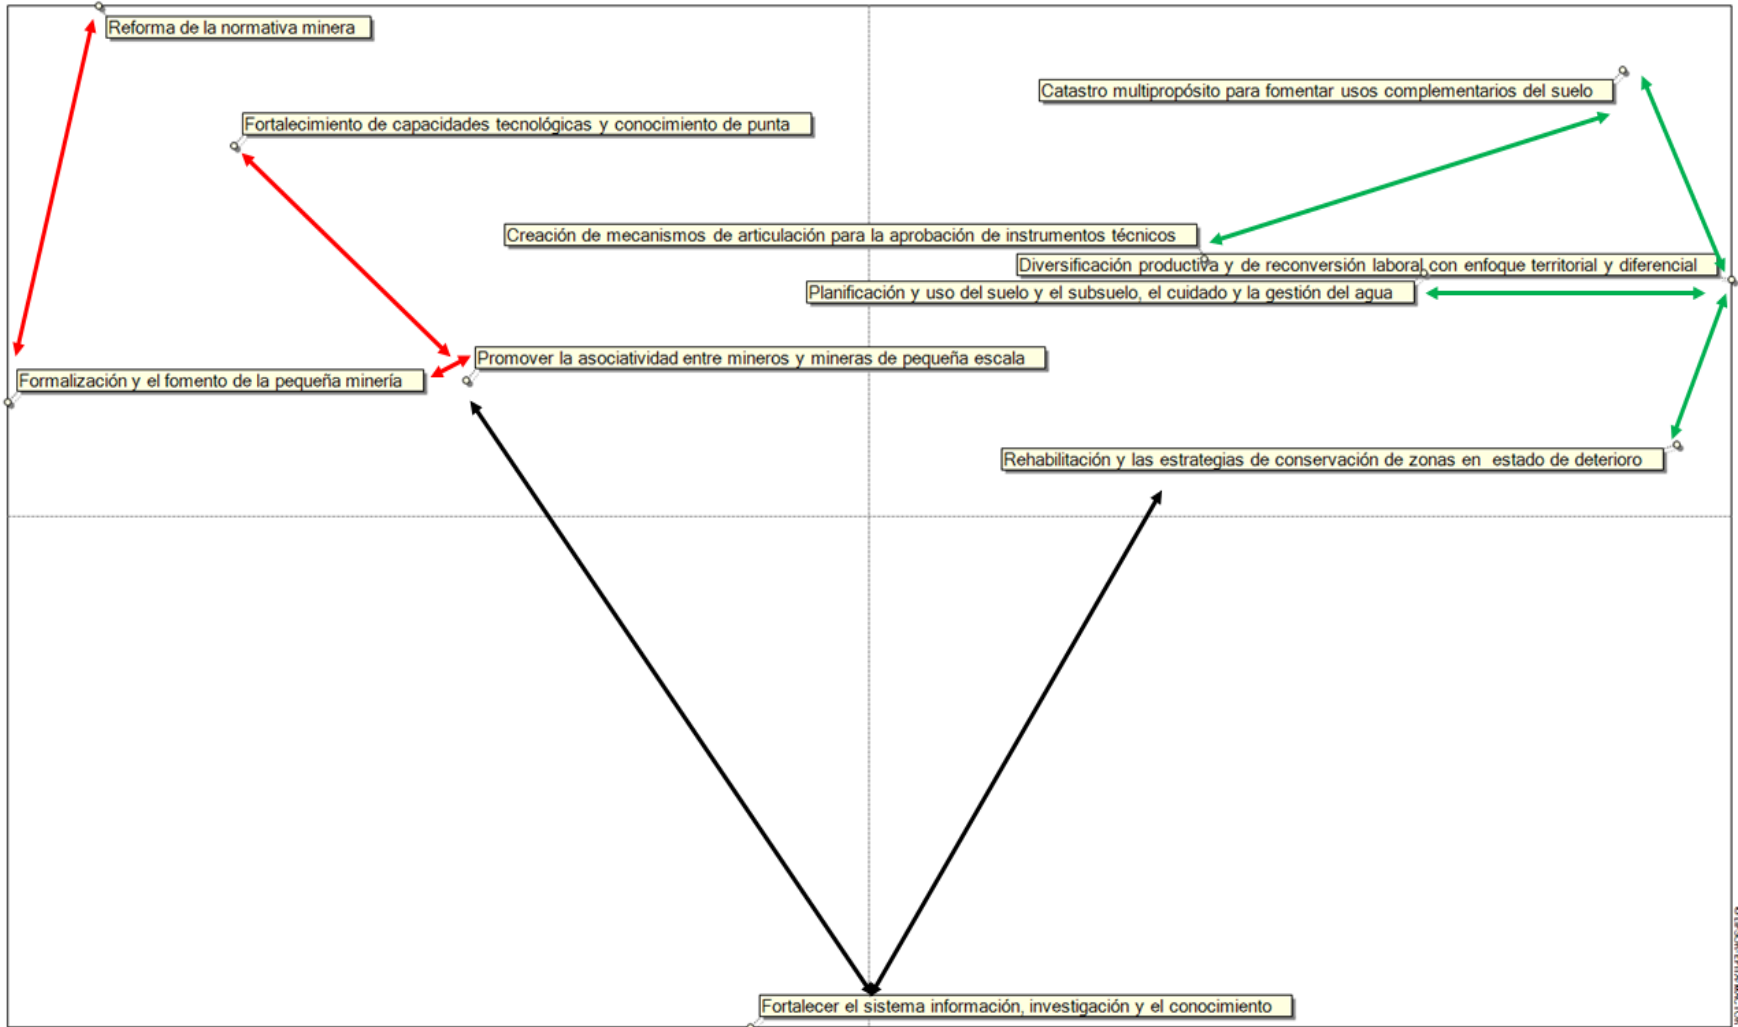 Reforma de la normativa minera
Catastro multipropósito para fomentar usos complementarios del suelo
Fortalecimiento de capacidades tecnológicas y conocimiento de punta
Creación de mecanismos de articulación para la aprobación de instrumentos técnicos
Diversificación productiva y de reconversión laboral con enfoque territorial y diferencial
Planificación y uso del suelo y el subsuelo, el cuidado y la gestión del agua
Promover la asociatividad entre mineros y mineras de pequeña escala
Formalización y el fomento de la pequeña minería
Rehabilitación y las estrategias de conservación de zonas en estado de deterioro
Fortalecer el sistema información, investigación y el conocimiento